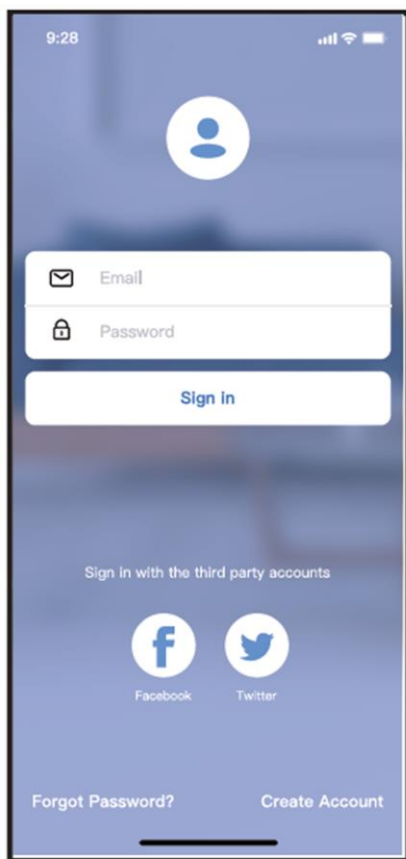 9:28
Email
Password
Sign in
Sign in with the third party accounts
Facebook Twitter
Forgot Password? Create Account